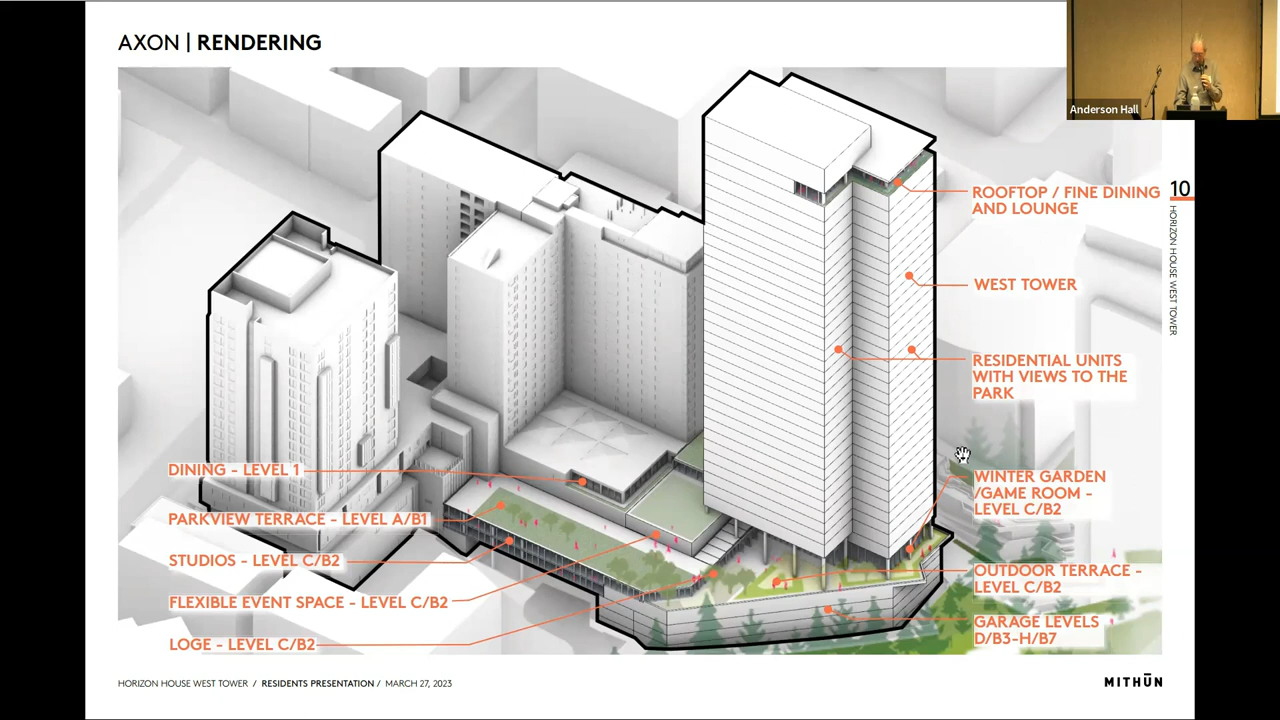 AXON | RENDERING
Anderson Hall
ROOFTOP / FINE DINING
AND LOUNGE
10
HORIZON HOUSE WEST TOWER
WEST TOWER
RESIDENTIAL UNITS
WITH VIEWS TO THE
PARK
DINING - LEVEL 1
WINTER GARDEN
/GAME ROOM -
LEVEL C/B2
PARKVIEW TERRACE - LEVEL A/B1
STUDIOS - LEVEL C/B2
OUTDOOR TERRACE -
LEVEL C/B2
FLEXIBLE EVENT SPACE - LEVEL C/B2
GARAGE LEVELS
D/B3-H/B7
LOGE - LEVEL C/B2
HORIZON HOUSE WEST TOWER / RESIDENTS PRESENTATION / MARCH 27, 2023
MITHŪN